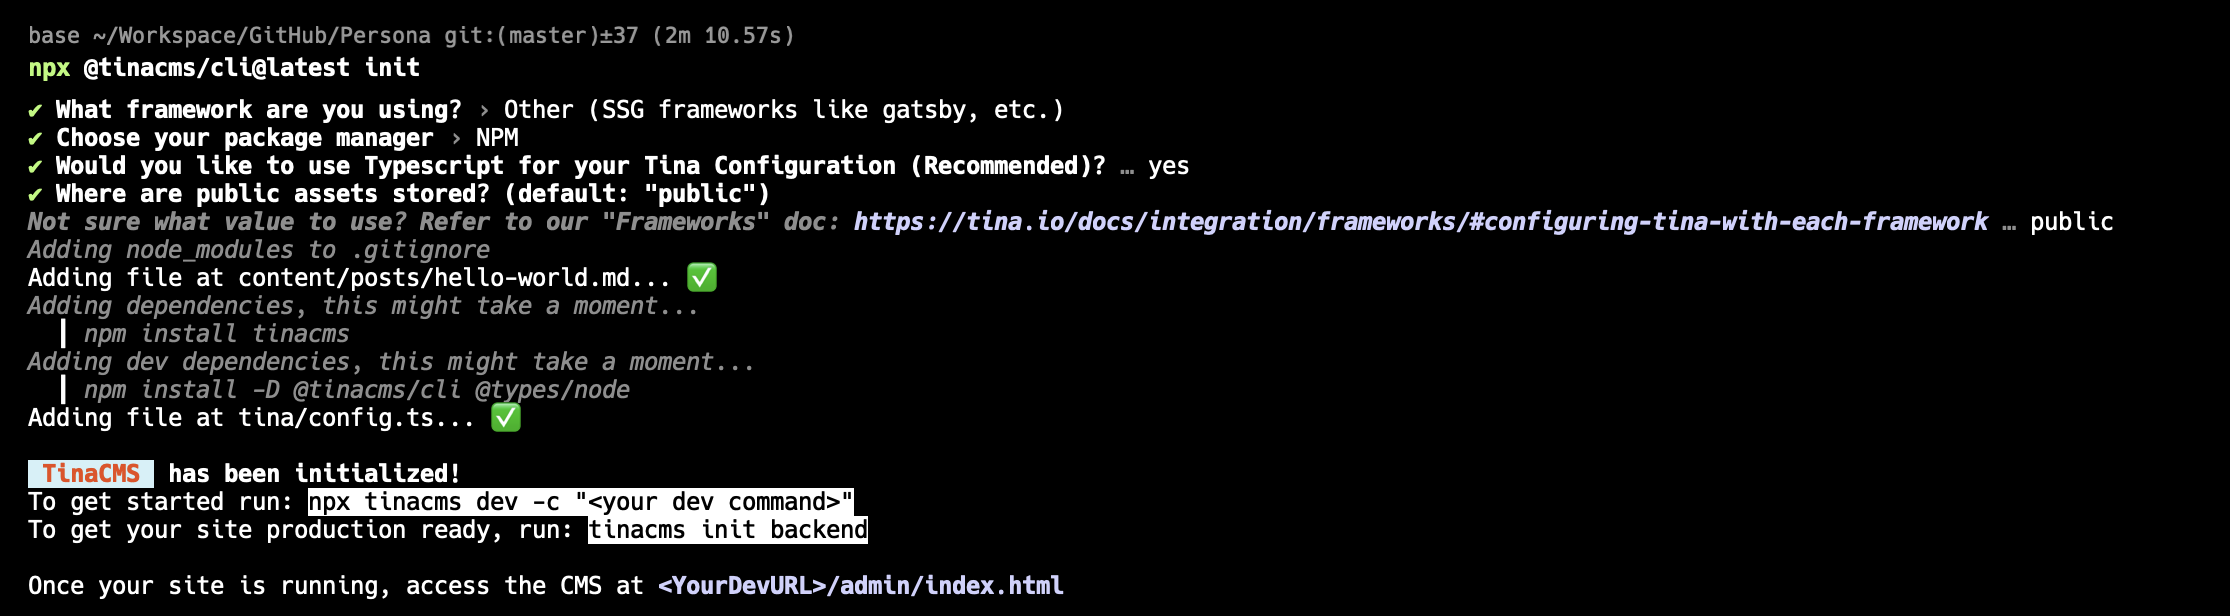 base ~/Workspace/GitHub/Persona git:(master)±37 (2m 10.57s)
npx @tinacms/cli@latest init
✔ What framework are you using? › Other (SSG frameworks like gatsby, etc.)
✔ Choose your package manager › NPM
✔ Would you like to use Typescript for your Tina Configuration (Recommended)? … yes
✔ Where are public assets stored? (default: "public")
Not sure what value to use? Refer to our "Frameworks" doc: https://tina.io/docs/integration/frameworks/#configuring-tina-with-each-framework … public
Adding node_modules to .gitignore
Adding file at content/posts/hello-world.md... ✅
Adding dependencies, this might take a moment...
┃ npm install tinacms
Adding dev dependencies, this might take a moment...
┃ npm install -D @tinacms/cli @types/node
Adding file at tina/config.ts... ✅
TinaCMS has been initialized!
To get started run: npx tinacms dev -c "<your dev command>"
To get your site production ready, run: tinacms init backend
Once your site is running, access the CMS at <YourDevURL>/admin/index.html